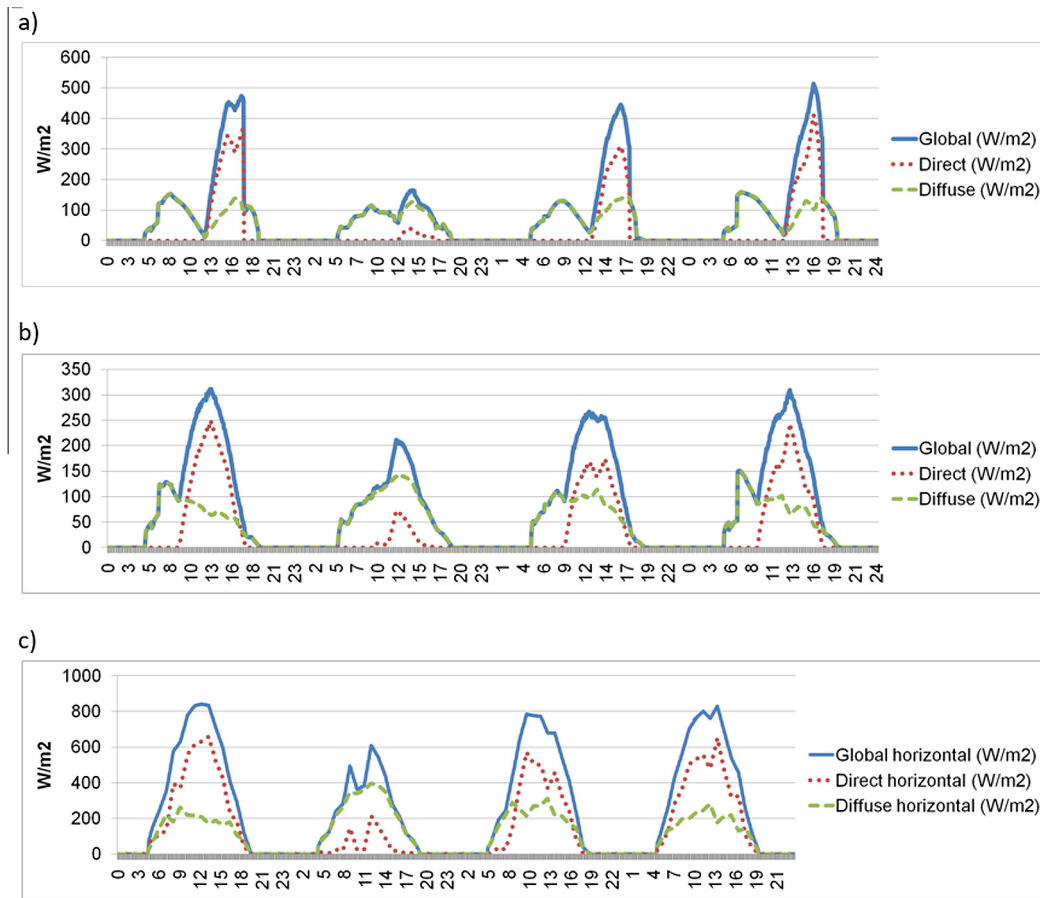 a)
600
500
400
300
200
100
0
W/m2
0 3 5 8 10 13 16 18 21 23 2 5 7 10 12 15 18 20 23 1 4 6 9 12 14 17 19 22 0 3 6 8 11 13 16 19 21 24
Global (W/m2)
Direct (W/m2)
Diffuse (W/m2)
b)
350
300
250
200
150
100
50
0
W/m2
0 3 5 8 10 13 16 18 21 23 2 5 7 10 12 15 17 20 23 1 4 6 9 12 14 17 19 22 0 3 6 8 11 13 16 18 21 24
Global (W/m2)
Direct (W/m2)
Diffuse (W/m2)
c)
1000
800
600
400
200
0
W/m2
0 3 6 9 12 15 18 21 23 2 5 8 11 14 17 20 23 2 5 8 10 13 16 19 22 1 4 7 10 13 16 19 21
Global horizontal (W/m2)
Direct horizontal (W/m2)
Diffuse horizontal (W/m2)